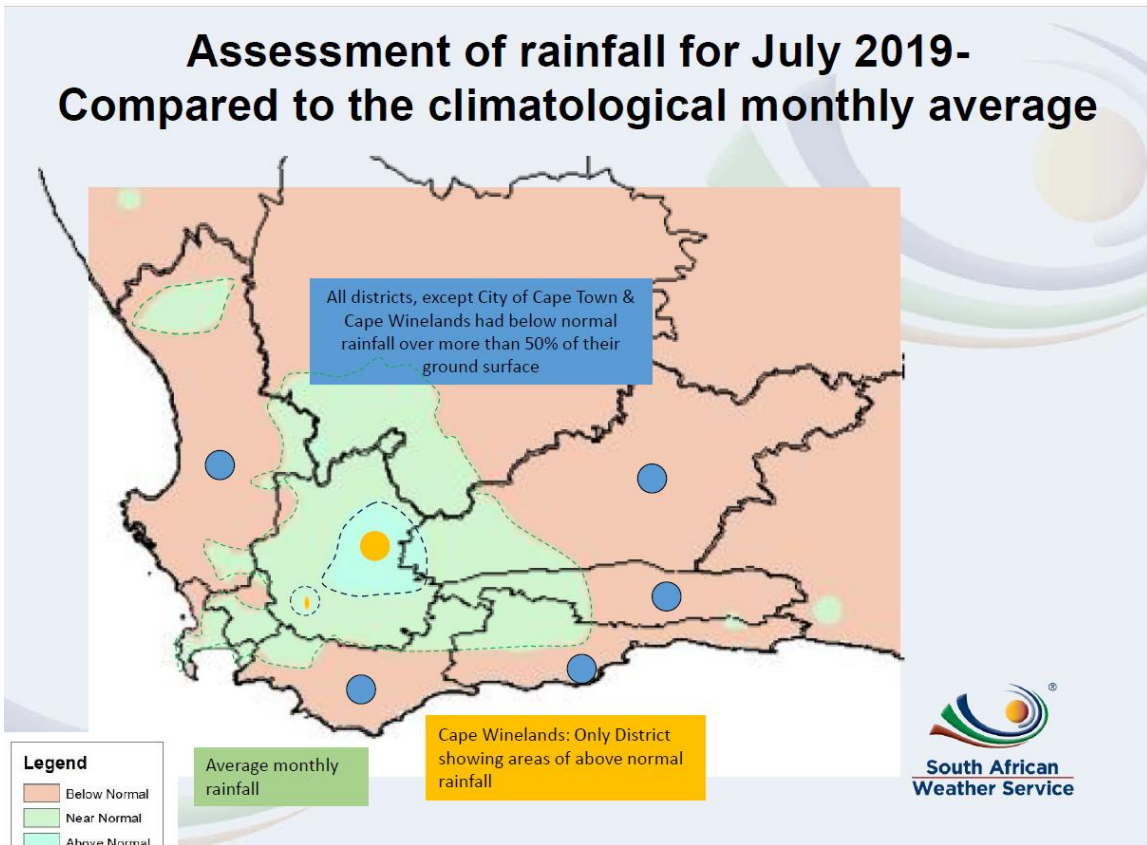 Assessment of rainfall for July 2019-
Compared to the climatological monthly average
All districts, except City of Cape Town &
Cape Winelands had below normal
rainfall over more than 50% of their
ground surface
Cape Winelands: Only District
showing areas of above normal
rainfall
Average monthly
rainfall
Legend
Below Normal
Near Normal
Above Normal
®
South African
Weather Service